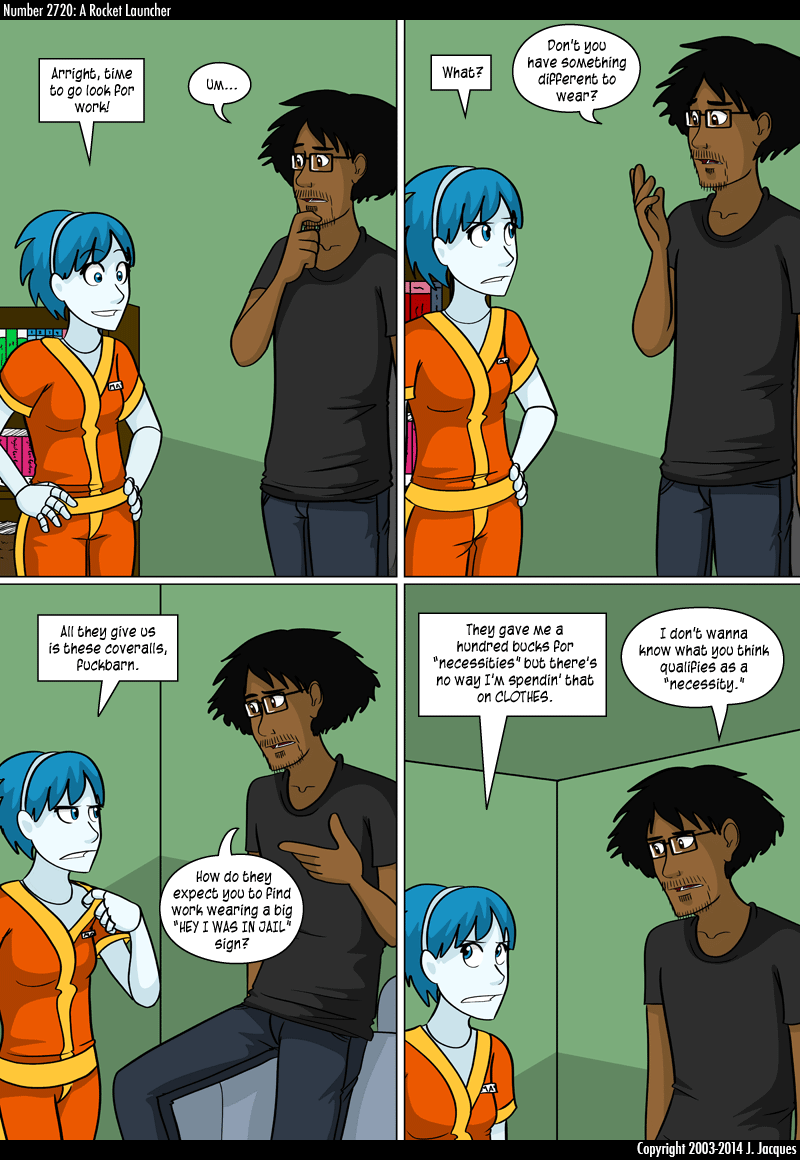 Number 2720: A Rocket Launcher
Arright, time
to go look for
work!
Um...
What?
Don't you
have something
different to
wear?
All they give us
is these coveralls,
fuckbarn.
How do they
expect you to find
work wearing a big
"HEY I WAS IN JAIL"
sign?
They gave me a
hundred bucks for
"necessities" but there's
no way I'm spendin' that
on CLOTHES.
I don't wanna
know what you think
qualifies as a
"necessity."
Copyright 2003-2014 J. Jacques